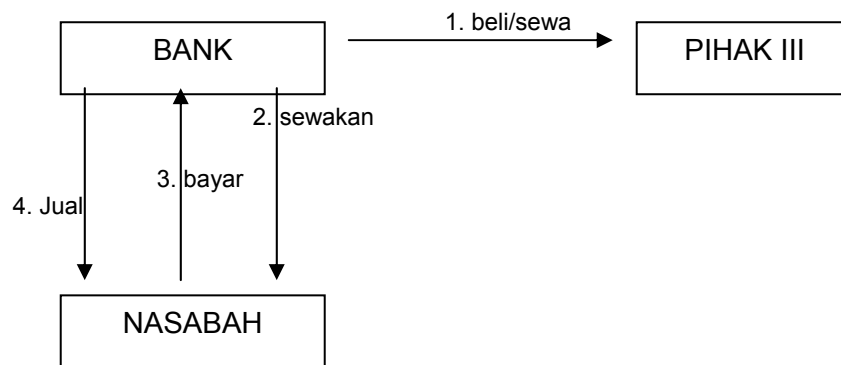 1. beli/sewa
BANK
PIHAK III
2. sewakan
3. bayar
4. Jual
NASABAH